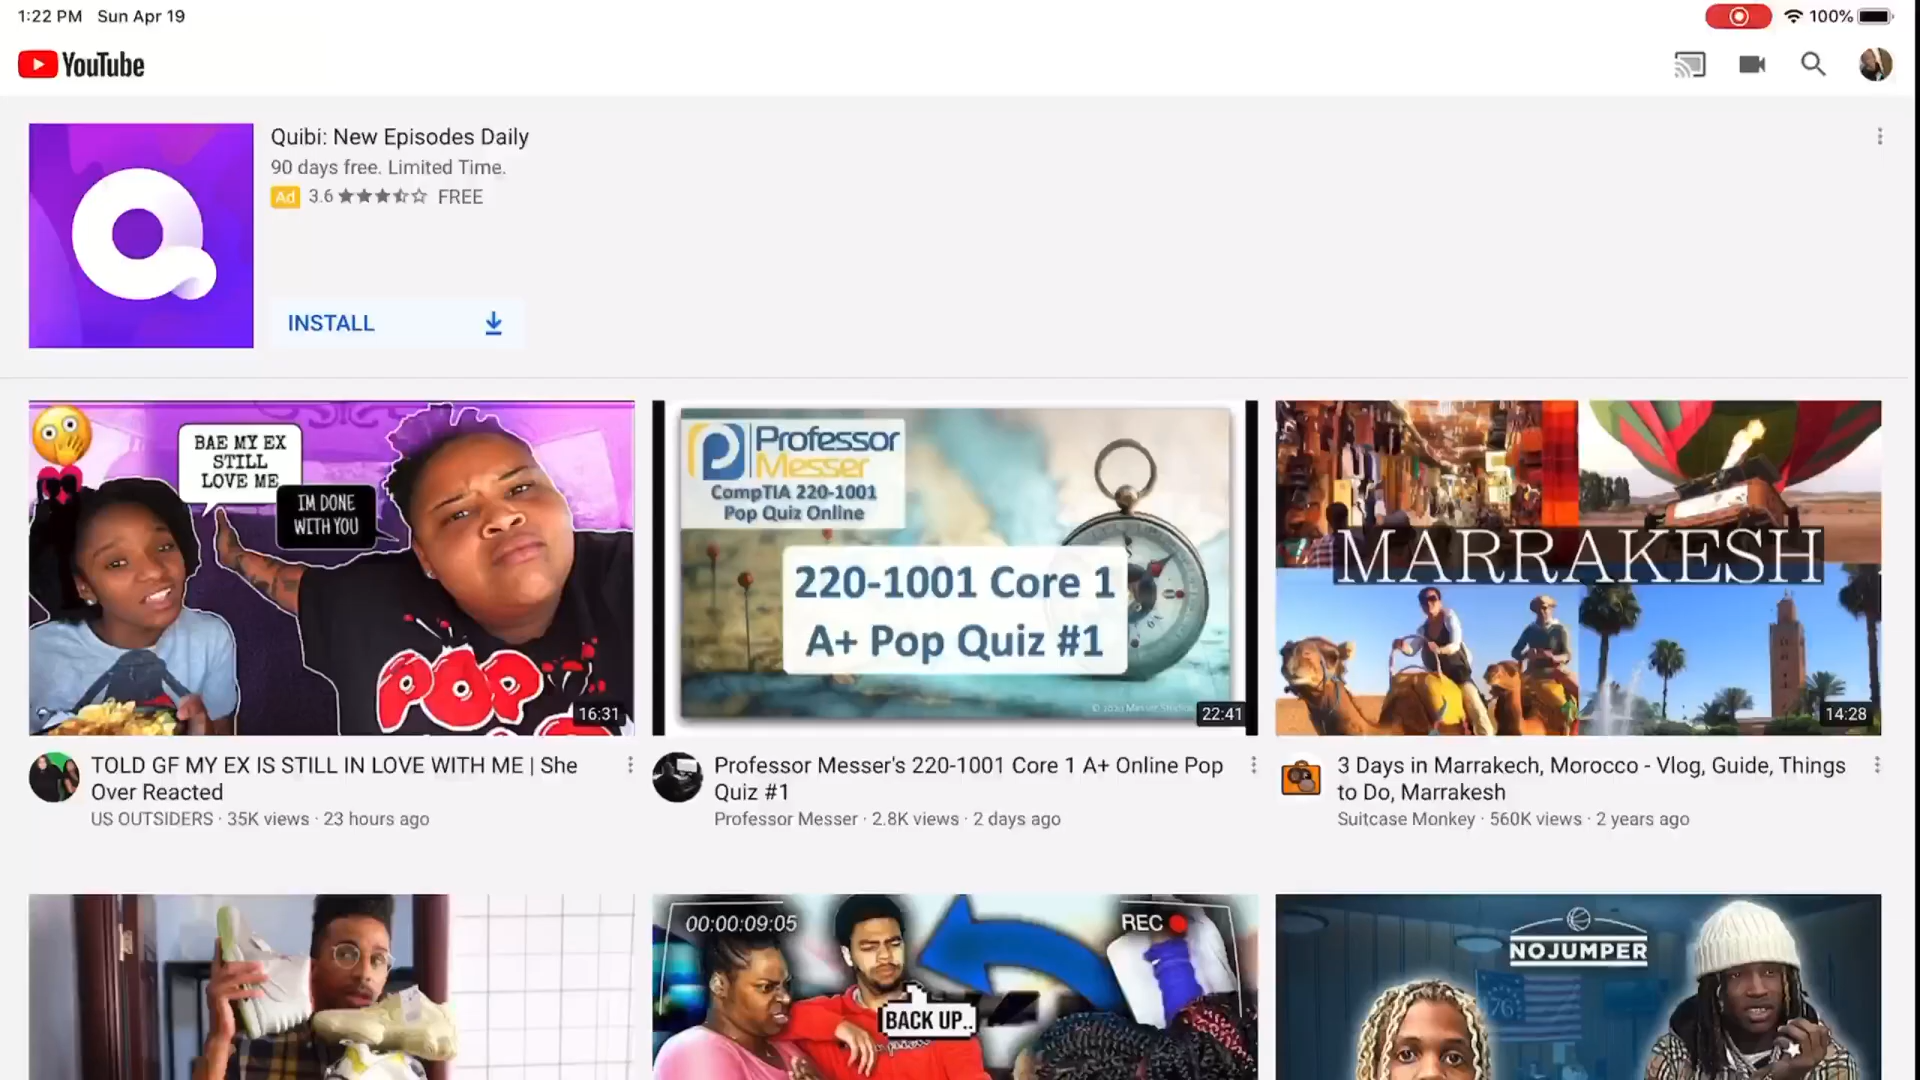 1:22 PM Sun Apr 19
100%
YouTube
Quibi: New Episodes Daily
90 days free. Limited Time.
Ad 3.6 FREE
INSTALL
BAE MY EX
STILL
LOVE ME
IM DONE
WITH YOU
POP
16:31
Professor
Messer
CompTIA 220-1001
Pop Quiz Online
220-1001 Core 1
A+ Pop Quiz #1
© 2020 Messer Studios
22:41
MARRAKESH
14:28
TOLD GF MY EX IS STILL IN LOVE WITH ME | She
Over Reacted
US OUTSIDERS · 35K views · 23 hours ago
Professor Messer's 220-1001 Core 1 A+ Online Pop
Quiz #1
Professor Messer · 2.8K views · 2 days ago
3 Days in Marrakech, Morocco - Vlog, Guide, Things
to Do, Marrakesh
Suitcase Monkey · 560K views · 2 years ago
00:00:09:05
REC
BACK UP..
NOJUMPER
76